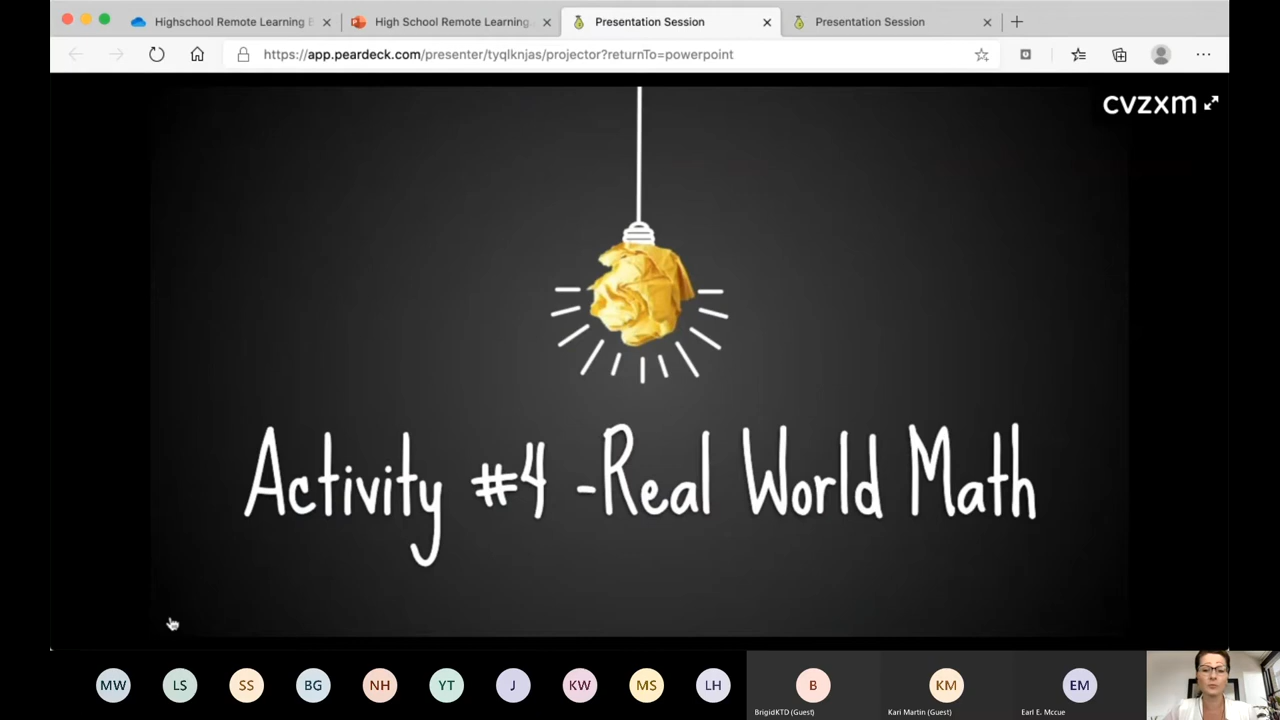 Highschool Remote Learning E
High School Remote Learning
Presentation Session
Presentation Session
https://app.peardeck.com/presenter/tyqlknjas/projector?returnTo=powerpoint
cvzxm
Activity #4 -Real World Math
MW
LS
SS
BG
NH
YT
J
KW
MS
LH
B
KM
EM
BrigidKTD (Guest)
Kari Martin (Guest)
Earl E. Mccue